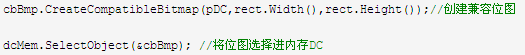 cbBmp.CreateCompatibleBitmap(pDC,rect.Width(),rect.Height());//创建兼容位图
dcMem.SelectObject(&cbBmp); //将位图选择进内存DC